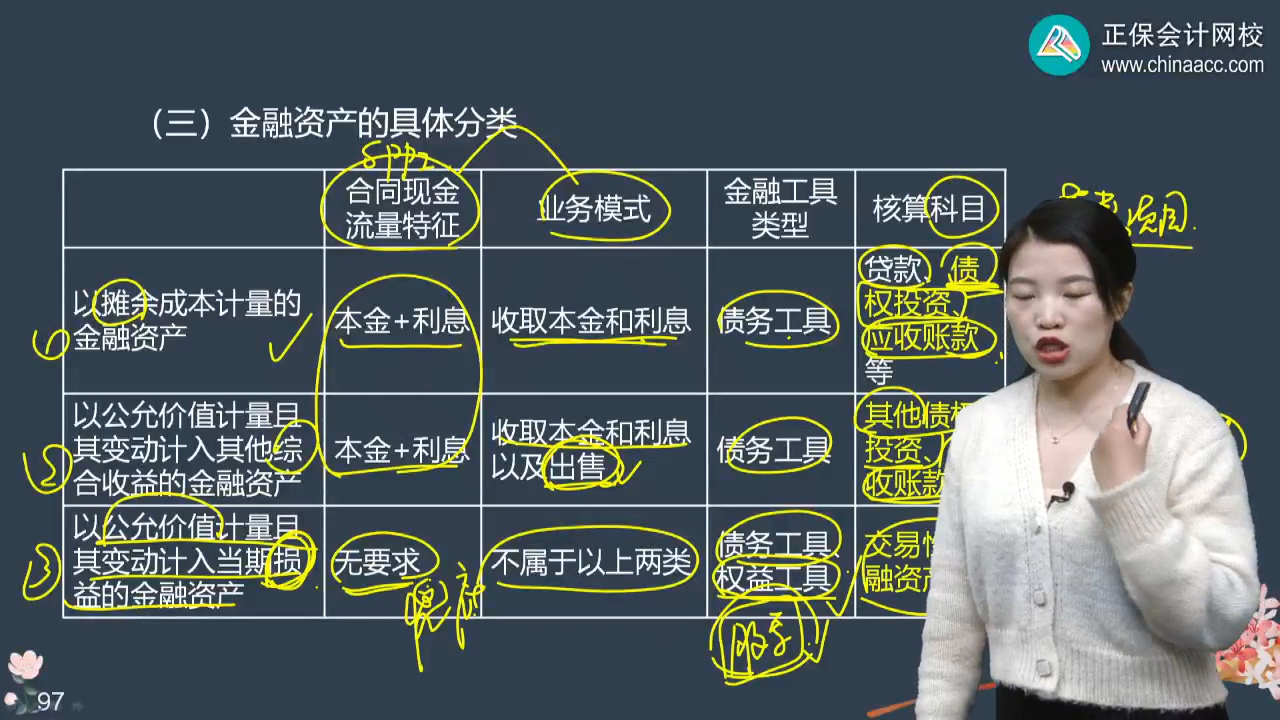 正保会计网校
www.chinaacc.com
（三）金融资产的具体分类
SPPI
合同现金
流量特征
业务模式
金融工具
类型
核算科目
以摊余成本计量的
金融资产
本金+利息
收取本金和利息
债务工具
贷款、债
权投资、
应收账款
等
以公允价值计量且
其变动计入其他综
合收益的金融资产
本金+利息
收取本金和利息
以及出售
债务工具
其他债权
投资、
收账款
以公允价值计量且
其变动计入当期损
益的金融资产
无要求
不属于以上两类
债务工具、
权益工具
交易性
融资产
股票
97